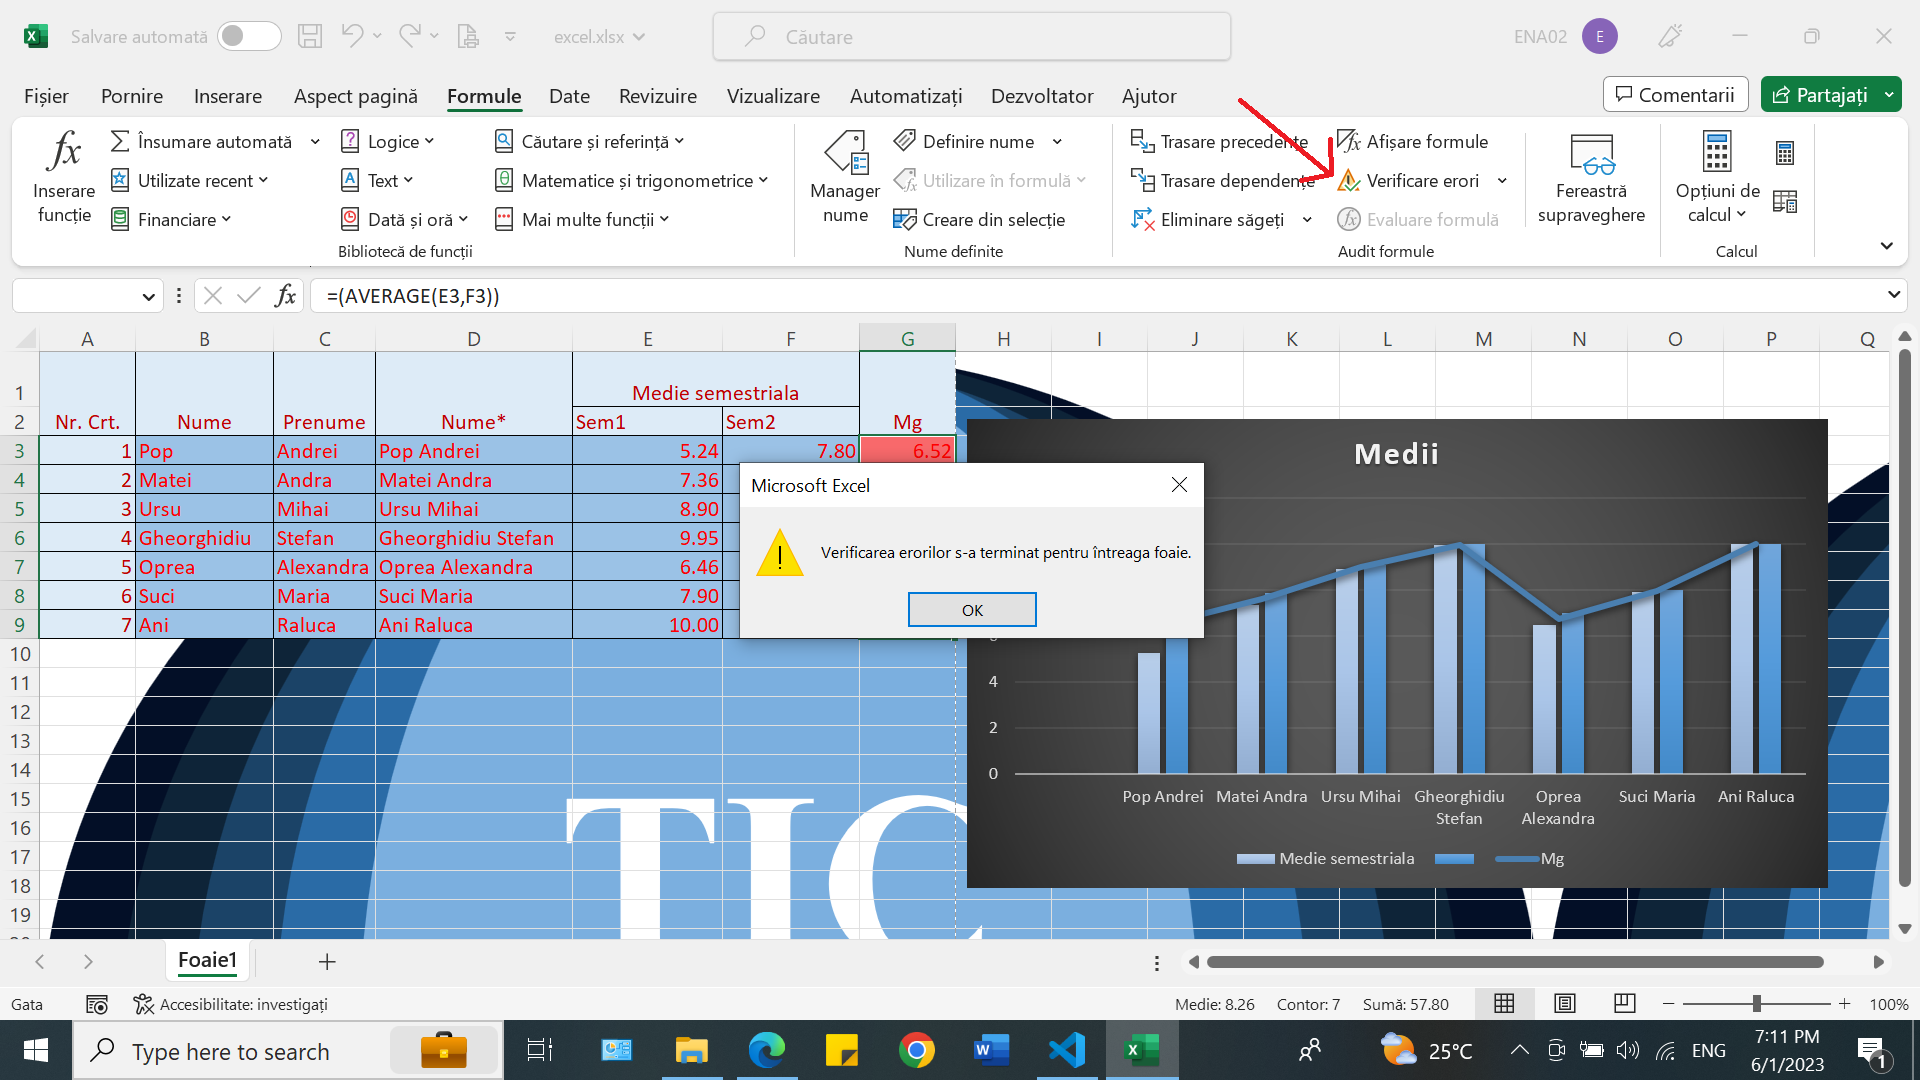 Salvare automată
excel.xlsx
Căutare
ENA02
E
Fișier Pornire Inserare Aspect pagină Formule Date Revizuire Vizualizare Automatizați Dezvoltator Ajutor
Comentarii
Partajați
Inserare funcție
Însumare automată
Utilizate recent
Financiare
Logice
Text
Dată și oră
Căutare și referință
Matematice și trigonometrice
Mai multe funcții
Bibliotecă de funcții
Manager nume
Definire nume
Utilizare în formulă
Creare din selecție
Nume definite
Trasare precedențe
Trasare dependențe
Eliminare săgeți
Afișare formule
Verificare erori
Evaluare formulă
Audit formule
Fereastră supraveghere
Opțiuni de calcul
Calcul
fx =(AVERAGE(E3,F3))
A B C D E F G H I J K L M N O P Q
1 Medie semestriala
2 Nr. Crt. Nume Prenume Nume* Sem1 Sem2 Mg
3 1 Pop Andrei Pop Andrei 5.24 7.80 6.52
4 2 Matei Andra Matei Andra 7.36
5 3 Ursu Mihai Ursu Mihai 8.90
6 4 Gheorghidiu Stefan Gheorghidiu Stefan 9.95
7 5 Oprea Alexandra Oprea Alexandra 6.46
8 6 Suci Maria Suci Maria 7.90
9 7 Ani Raluca Ani Raluca 10.00
10
11
12
13
14
15
16
17
18
19
TIC
Microsoft Excel
Verificarea erorilor s-a terminat pentru întreaga foaie.
OK
Medii
4
2
0
Pop Andrei Matei Andra Ursu Mihai Gheorghidiu Stefan Oprea Alexandra Suci Maria Ani Raluca
Medie semestriala Mg
Foaie1
Gata
Accesibilitate: investigați
Medie: 8.26 Contor: 7 Sumă: 57.80
100%
Type here to search
25°C
ENG
7:11 PM
6/1/2023
1